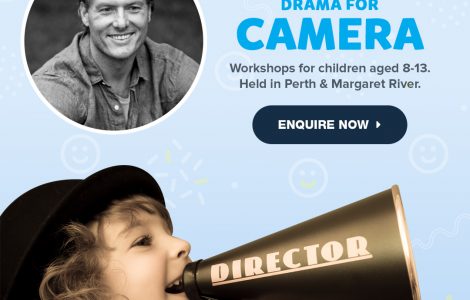 DRAMA FOR
CAMERA
Workshops for children aged 8-13.
Held in Perth & Margaret River.
ENQUIRE NOW
DIRECTOR